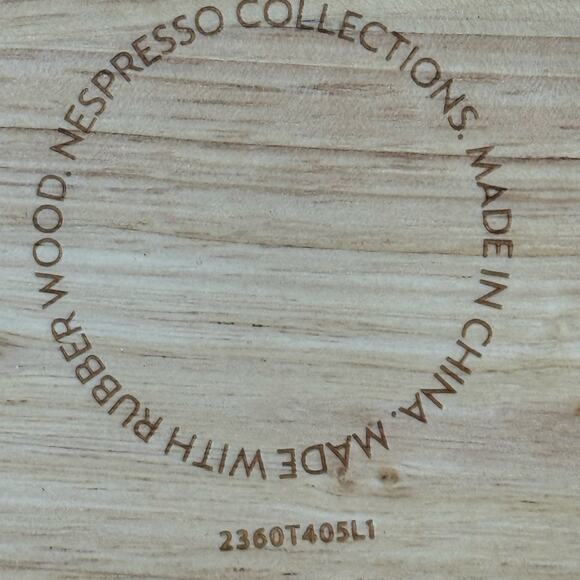 NESPRESSO COLLECTIONS. MADE IN CHINA. MADE WITH RUBBER WOOD.
2360T405L1